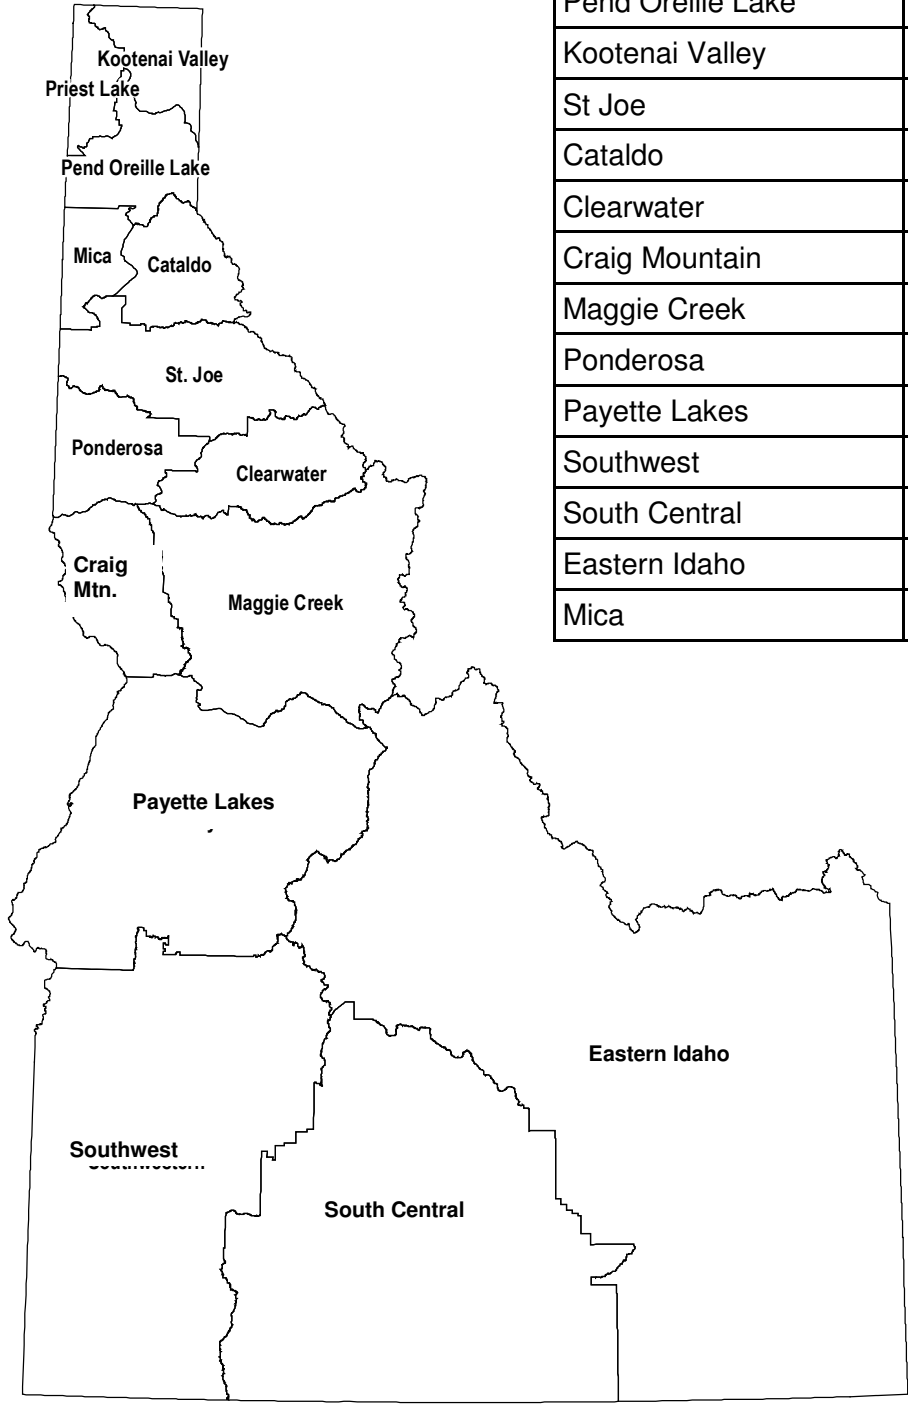 Pend Oreille Lake
Kootenai Valley
St Joe
Cataldo
Clearwater
Craig Mountain
Maggie Creek
Ponderosa
Payette Lakes
Southwest
South Central
Eastern Idaho
Mica
Kootenai Valley
Priest Lake
Pend Oreille Lake
Mica
Cataldo
St. Joe
Ponderosa
Clearwater
Craig
Mtn.
Maggie Creek
Payette Lakes
Eastern Idaho
Southwest
South Central